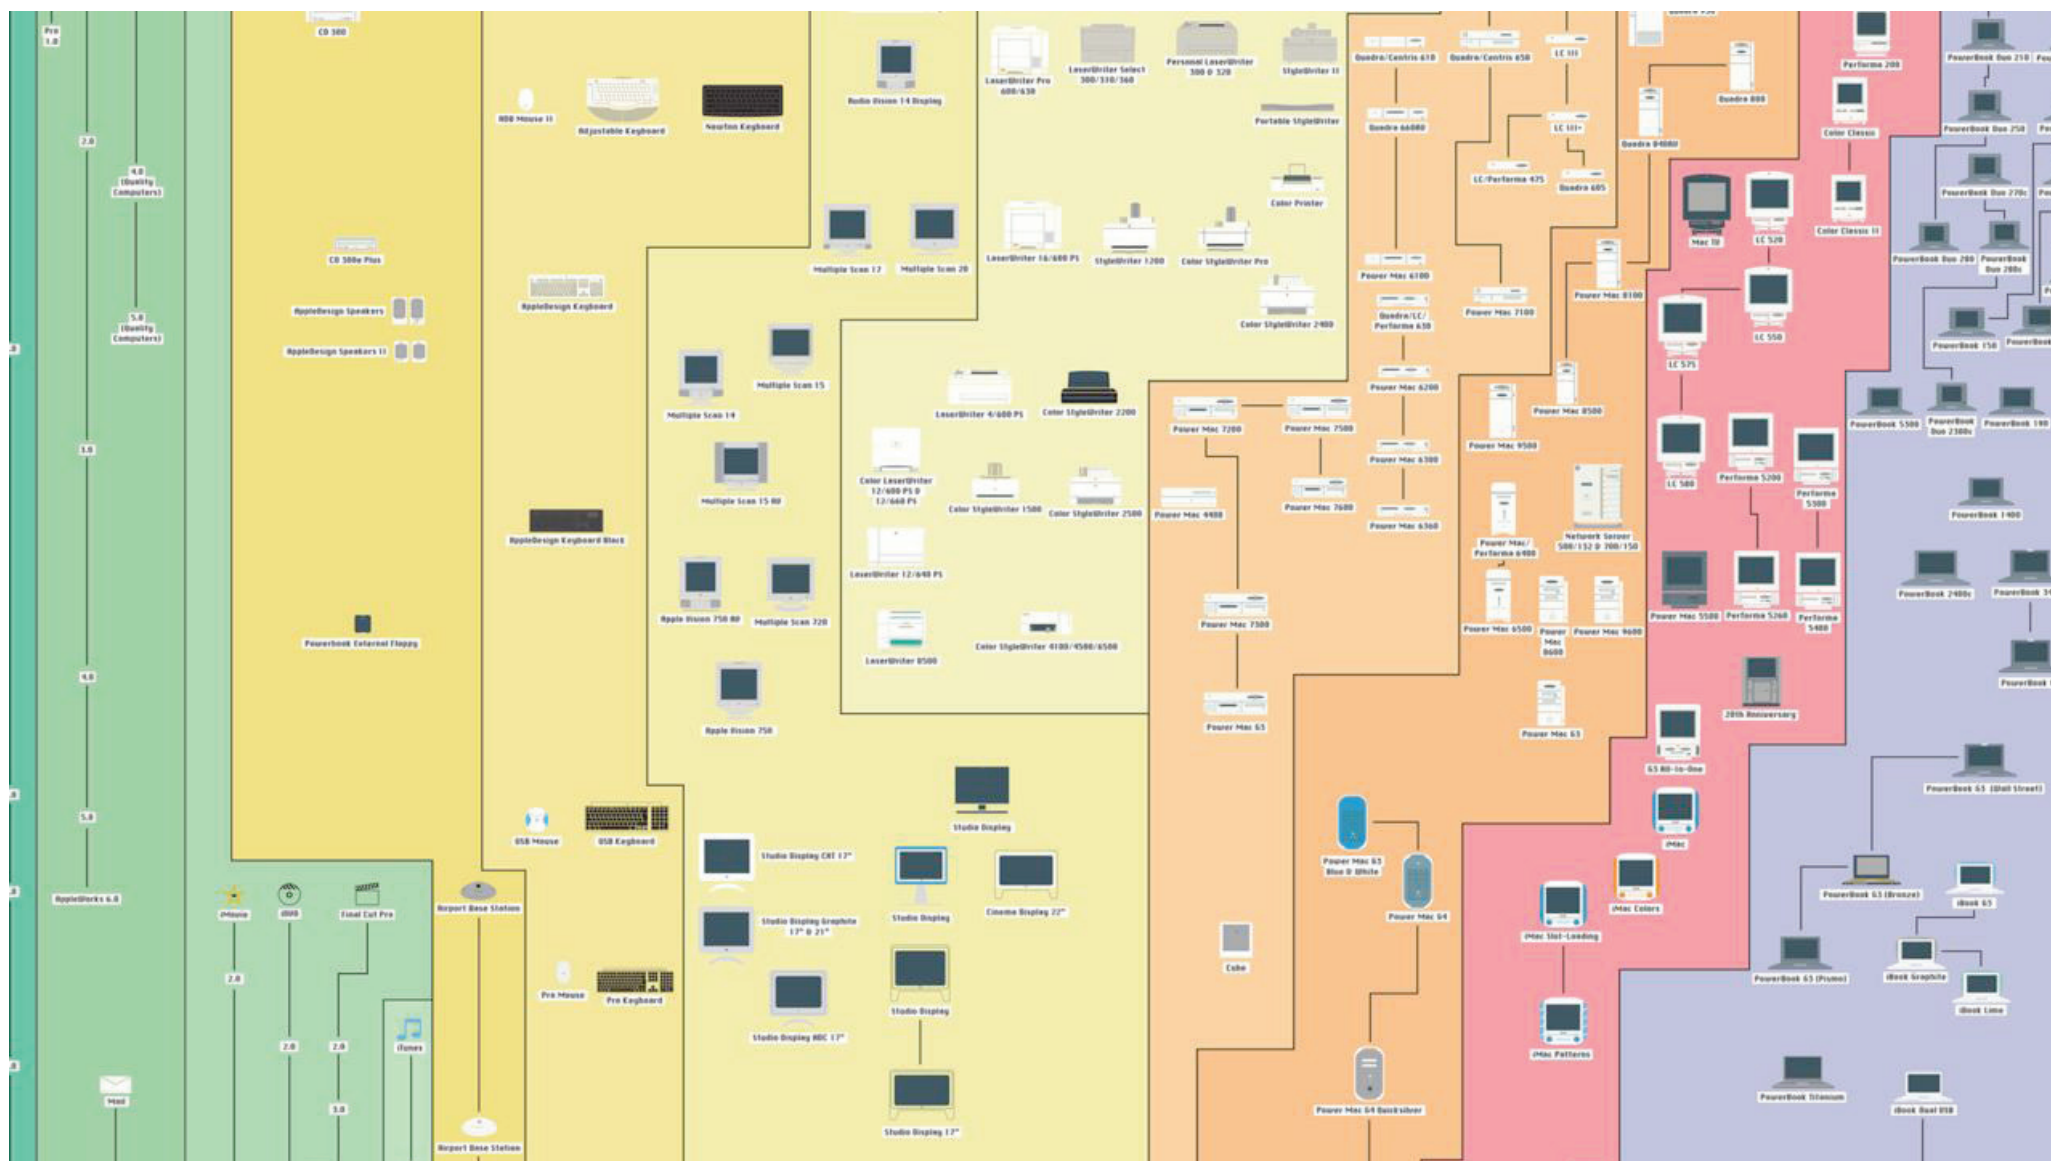 Pro
1.0
2.0
4.0
(Quality
Computers)
5.0
(Quality
Computers)
3.0
4.0
5.0
AppleWorks 6.0
Mail
CD 300
CD 300e Plus
AppleDesign Speakers
AppleDesign Speakers II
Powerbook External Floppy
iMovie
2.0
iDVD
2.0
Final Cut Pro
2.0
3.0
iTunes
Airport Base Station
Airport Base Station
ADB Mouse II
Adjustable Keyboard
Newton Keyboard
AppleDesign Keyboard
AppleDesign Keyboard Black
USB Mouse
USB Keyboard
Pro Mouse
Pro Keyboard
Audio Vision 14 Display
Multiple Scan 17
Multiple Scan 20
Multiple Scan 15
Multiple Scan 14
Multiple Scan 15 AV
Apple Vision 750 AV
Multiple Scan 720
Apple Vision 750
Studio Display
Studio Display CRT 17"
Studio Display
Cinema Display 22"
Studio Display Graphite
17" & 21"
Studio Display
Studio Display ADC 17"
Studio Display 17"
LaserWriter Pro
600/630
LaserWriter Select
300/310/360
Personal LaserWriter
300 & 320
StyleWriter II
Portable StyleWriter
Color Printer
LaserWriter 16/600 PS
StyleWriter 1200
Color StyleWriter Pro
Color StyleWriter 2400
LaserWriter 4/600 PS
Color StyleWriter 2200
Color LaserWriter
12/600 PS &
12/660 PS
Color StyleWriter 1500
Color StyleWriter 2500
LaserWriter 12/640 PS
LaserWriter 8500
Color StyleWriter 4100/4500/6500
Quadra/Centris 610
Quadra 660AV
Power Mac 6100
Quadra/LC/
Performa 630
Power Mac 6200
Power Mac 6300
Power Mac 6360
Power Mac 7200
Power Mac 7500
Power Mac 4400
Power Mac 7600
Power Mac 7300
Power Mac G3
Cube
Quadra/Centris 650
LC III
LC III+
LC/Performa 475
Quadra 605
Power Mac 7100
Quadra 800
Quadra 840AV
Power Mac 8100
Power Mac 8500
Power Mac 9500
Power Mac/
Performa 6400
Network Server
500/132 & 700/150
Power Mac 6500
Power
Mac
8600
Power Mac 9600
Power Mac G3
Power Mac G3
Blue & White
Power Mac G4
Power Mac G4 Quicksilver
Performa 200
Color Classic
Color Classic II
Mac TV
LC 520
LC 550
LC 575
LC 580
Performa 5200
Performa
5300
Power Mac 5500
Performa 5260
Performa
5400
20th Anniversary
G3 All-In-One
iMac
iMac Colors
iMac Slot-Loading
iMac Patterns
PowerBook Duo 210
PowerBook Duo 250
PowerBook Duo 270c
PowerBook Duo 280
PowerBook
Duo 280c
PowerBook 150
PowerBook
PowerBook 5300
PowerBook
Duo 2300c
PowerBook 190
PowerBook 1400
PowerBook 2400c
PowerBook
PowerBook G3 (Wall Street)
PowerBook G3 (Bronze)
iBook G3
PowerBook G3 (Pismo)
iBook Graphite
iBook Lime
PowerBook Titanium
iBook Dual USB